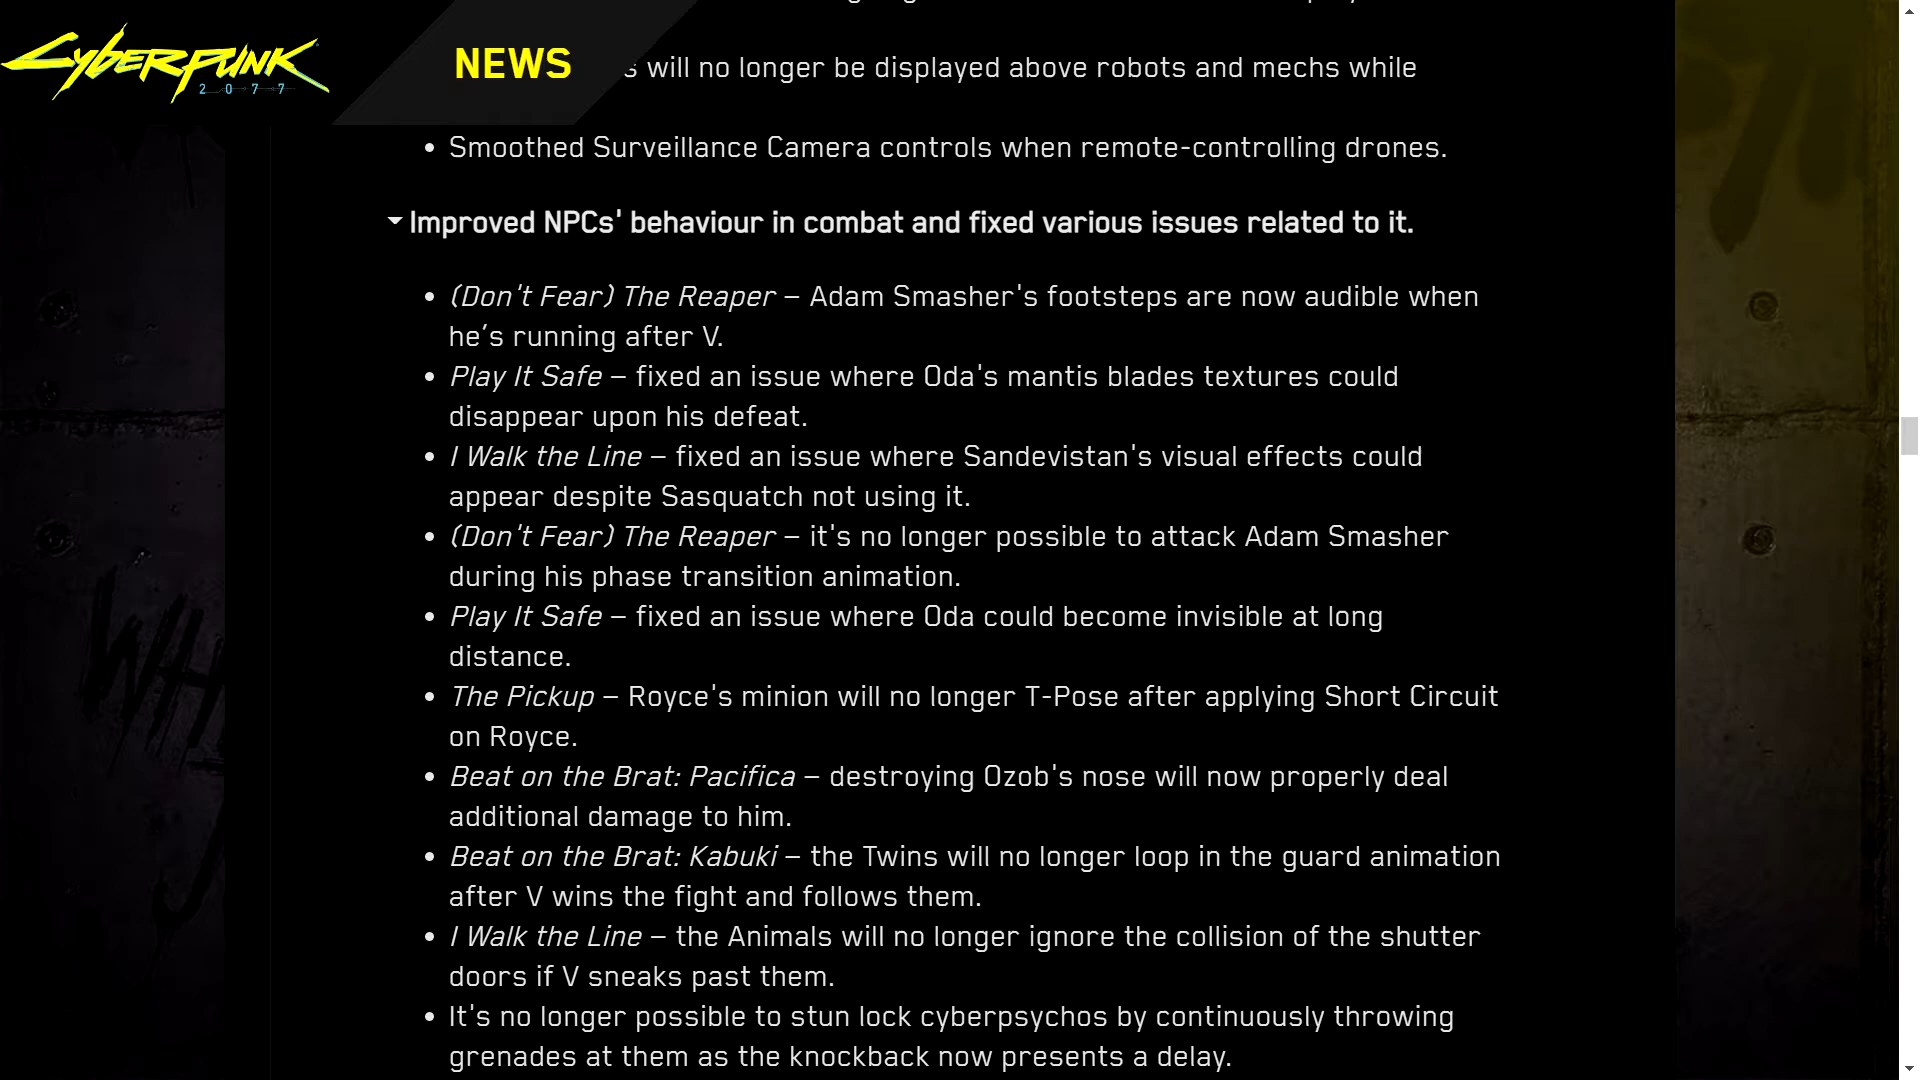 CYBERPUNK
2077
NEWS
will no longer be displayed above robots and mechs while
• Smoothed Surveillance Camera controls when remote-controlling drones.
Improved NPCs' behaviour in combat and fixed various issues related to it.
• (Don't Fear) The Reaper – Adam Smasher's footsteps are now audible when
he’s running after V.
• Play It Safe – fixed an issue where Oda's mantis blades textures could
disappear upon his defeat.
• I Walk the Line – fixed an issue where Sandevistan's visual effects could
appear despite Sasquatch not using it.
• (Don't Fear) The Reaper – it's no longer possible to attack Adam Smasher
during his phase transition animation.
• Play It Safe – fixed an issue where Oda could become invisible at long
distance.
• The Pickup – Royce's minion will no longer T-Pose after applying Short Circuit
on Royce.
• Beat on the Brat: Pacifica – destroying Ozob's nose will now properly deal
additional damage to him.
• Beat on the Brat: Kabuki – the Twins will no longer loop in the guard animation
after V wins the fight and follows them.
• I Walk the Line – the Animals will no longer ignore the collision of the shutter
doors if V sneaks past them.
• It's no longer possible to stun lock cyberpsychos by continuously throwing
grenades at them as the knockback now presents a delay.